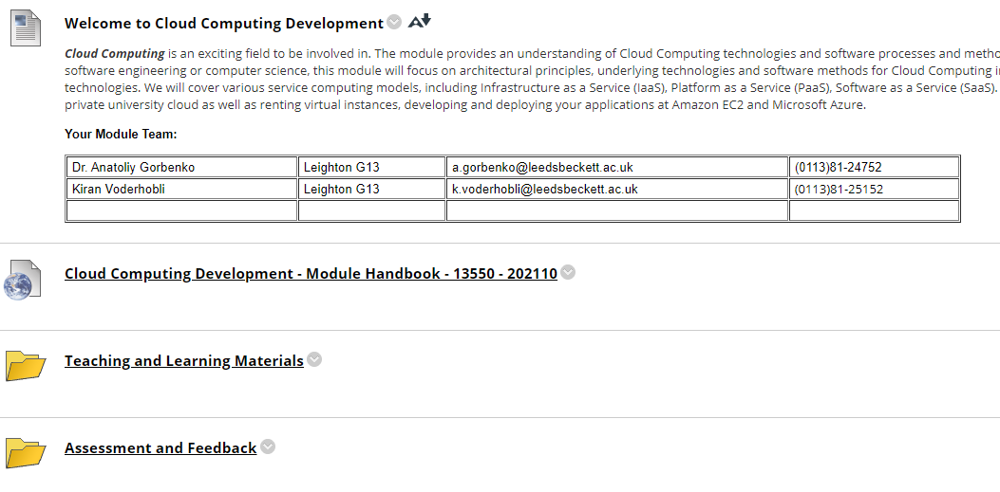 Welcome to Cloud Computing Development
Cloud Computing is an exciting field to be involved in. The module provides an understanding of Cloud Computing technologies and software processes and
software engineering or computer science, this module will focus on architectural principles, underlying technologies and software methods for Cloud Computing
technologies. We will cover various service computing models, including Infrastructure as a Service (IaaS), Platform as a Service (PaaS), Software as a Service (SaaS).
private university cloud as well as renting virtual instances, developing and deploying your applications at Amazon EC2 and Microsoft Azure.
Your Module Team:
Dr. Anatoliy Gorbenko Leighton G13 a.gorbenko@leedsbeckett.ac.uk (0113)81-24752
Kiran Voderhobli Leighton G13 k.voderhobli@leedsbeckett.ac.uk (0113)81-25152
Cloud Computing Development - Module Handbook - 13550 - 202110
Teaching and Learning Materials
Assessment and Feedback